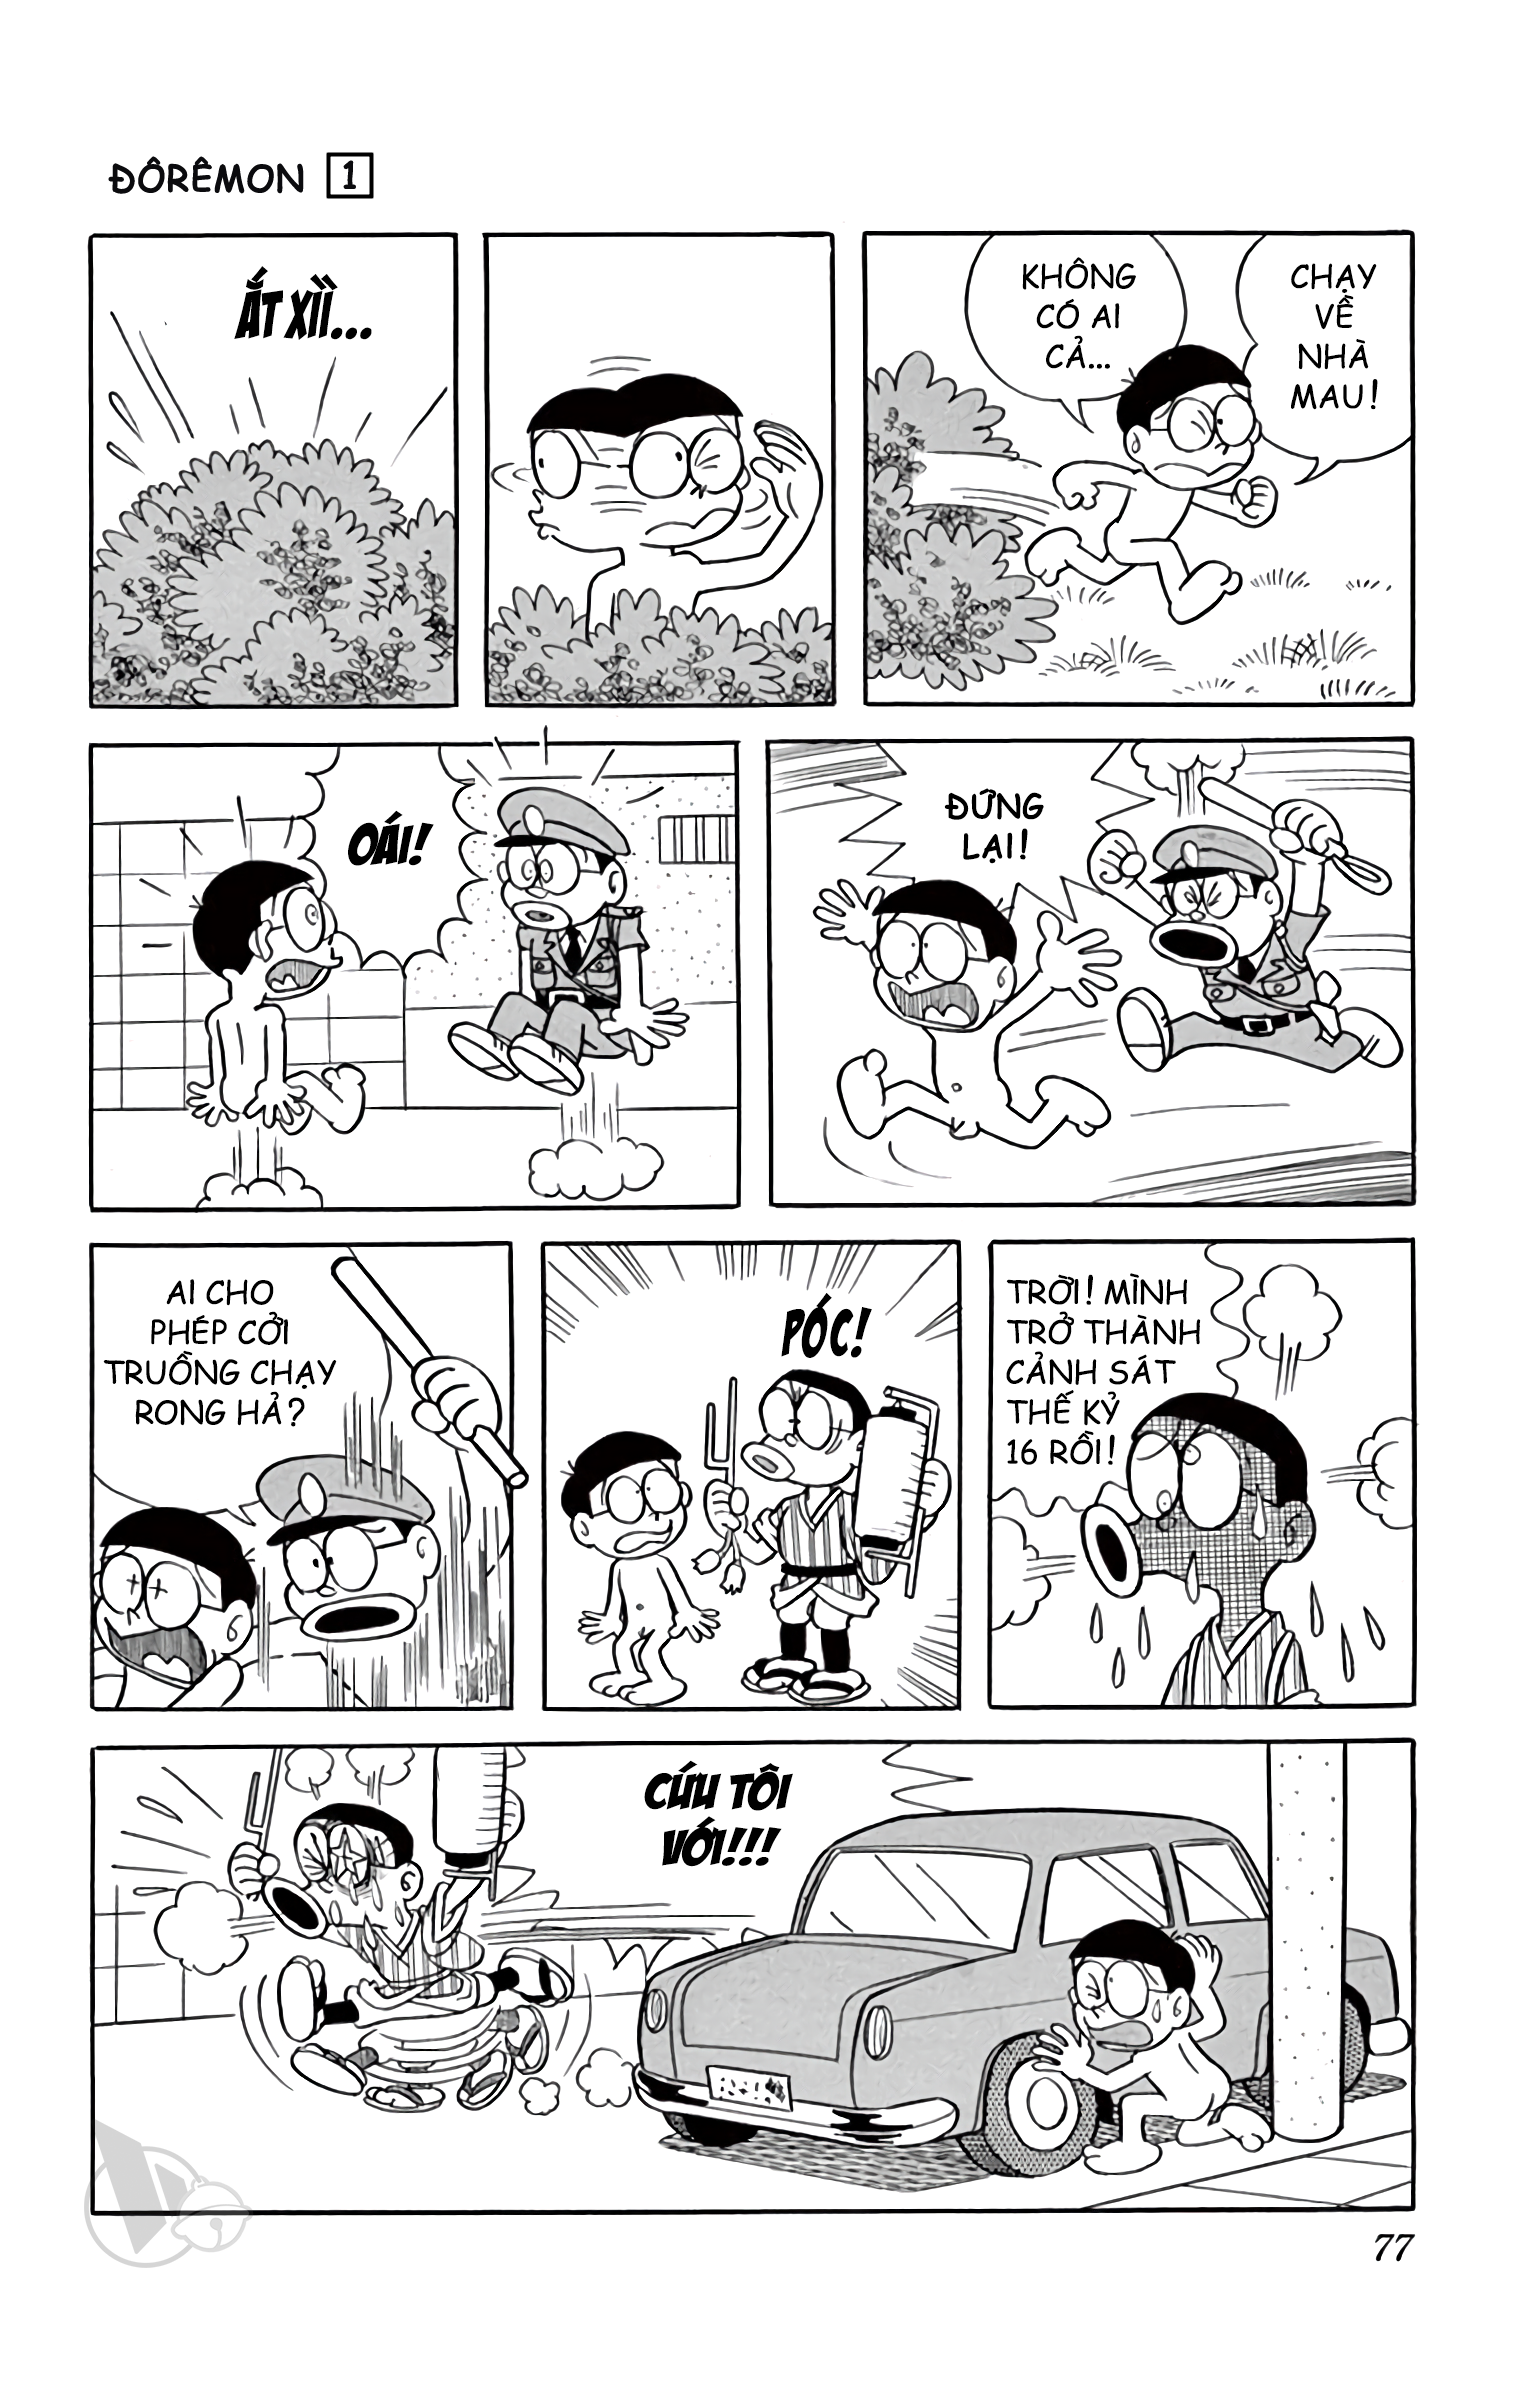 ĐÔRÊMON 1
ẮT XÌÌ...
KHÔNG
CÓ AI
CẢ...
CHẠY
VỀ
NHÀ
MAU!
OÁI!
ĐỨNG
LẠI!
AI CHO
PHÉP CỞI
TRUỒNG CHẠY
RONG HẢ?
PÓC!
TRỜI! MÌNH
TRỞ THÀNH
CẢNH SÁT
THẾ KỶ
16 RỒI!
CỨU TÔI
VỚI!!!
77